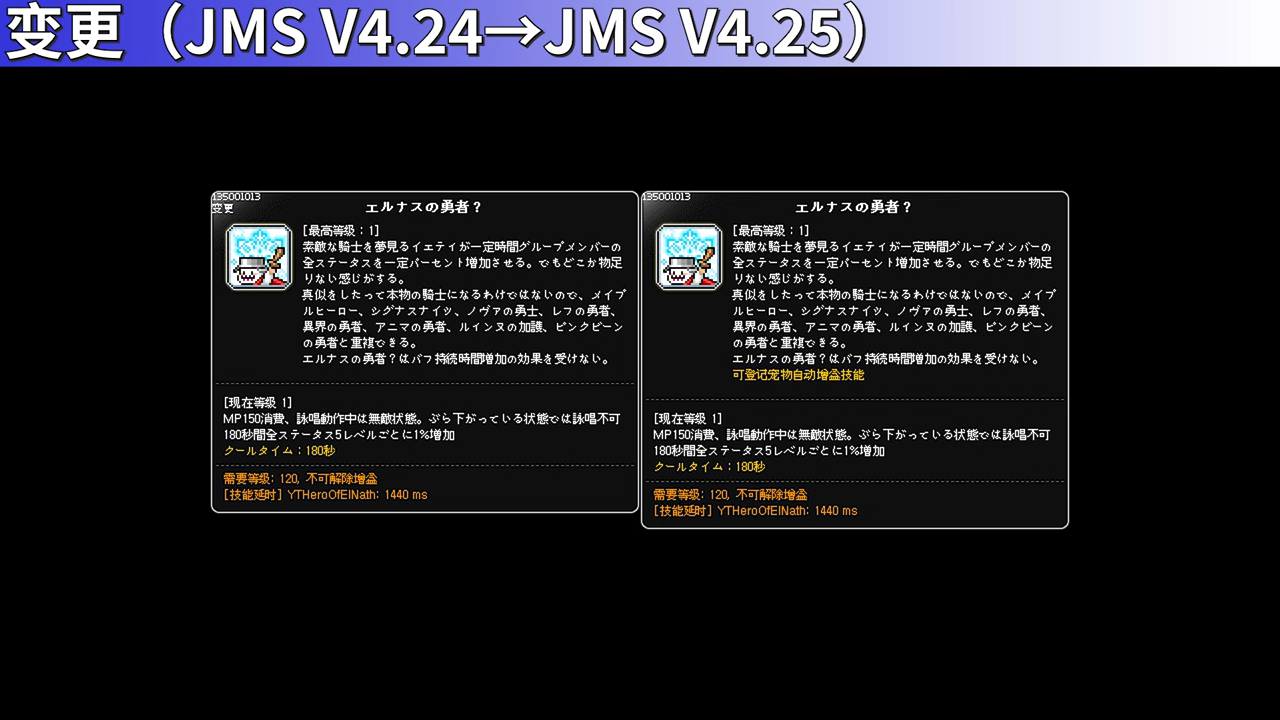 变更（JMS V4.24→JMS V4.25）
135001013
变更
エルナスの勇者？
[最高等级：1]
素敵な騎士を夢見るイエティが一定時間グループメンバーの
全ステータスを一定パーセント増加させる。でもどこか物足
りない感じがする。
真似をしたって本物の騎士になるわけではないので、メイプ
ルヒーロー、シグナスナイツ、ノヴァの勇士、レフの勇者、
異界の勇者、アニマの勇者、ルインヌの加護、ピンクビーン
の勇者と重複できる。
エルナスの勇者？はバフ持続時間増加の効果を受けない。
[现在等级 1]
MP150消費、詠唱動作中は無敵状態。ぶら下がっている状態では詠唱不可
180秒間全ステータス5レベルごとに1%増加
クールタイム：180秒
需要等级: 120, 不可解除增益
[技能延时] YTHeroOfElNath: 1440 ms
135001013
エルナスの勇者？
[最高等级：1]
素敵な騎士を夢見るイエティが一定時間グループメンバーの
全ステータスを一定パーセント増加させる。でもどこか物足
りない感じがする。
真似をしたって本物の騎士になるわけではないので、メイプ
ルヒーロー、シグナスナイツ、ノヴァの勇士、レフの勇者、
異界の勇者、アニマの勇者、ルインヌの加護、ピンクビーン
の勇者と重複できる。
エルナスの勇者？はバフ持続時間増加の効果を受けない。
可登记宠物自动增益技能
[现在等级 1]
MP150消費、詠唱動作中は無敵状態。ぶら下がっている状態では詠唱不可
180秒間全ステータス5レベルごとに1%増加
クールタイム：180秒
需要等级: 120, 不可解除增益
[技能延时] YTHeroOfElNath: 1440 ms